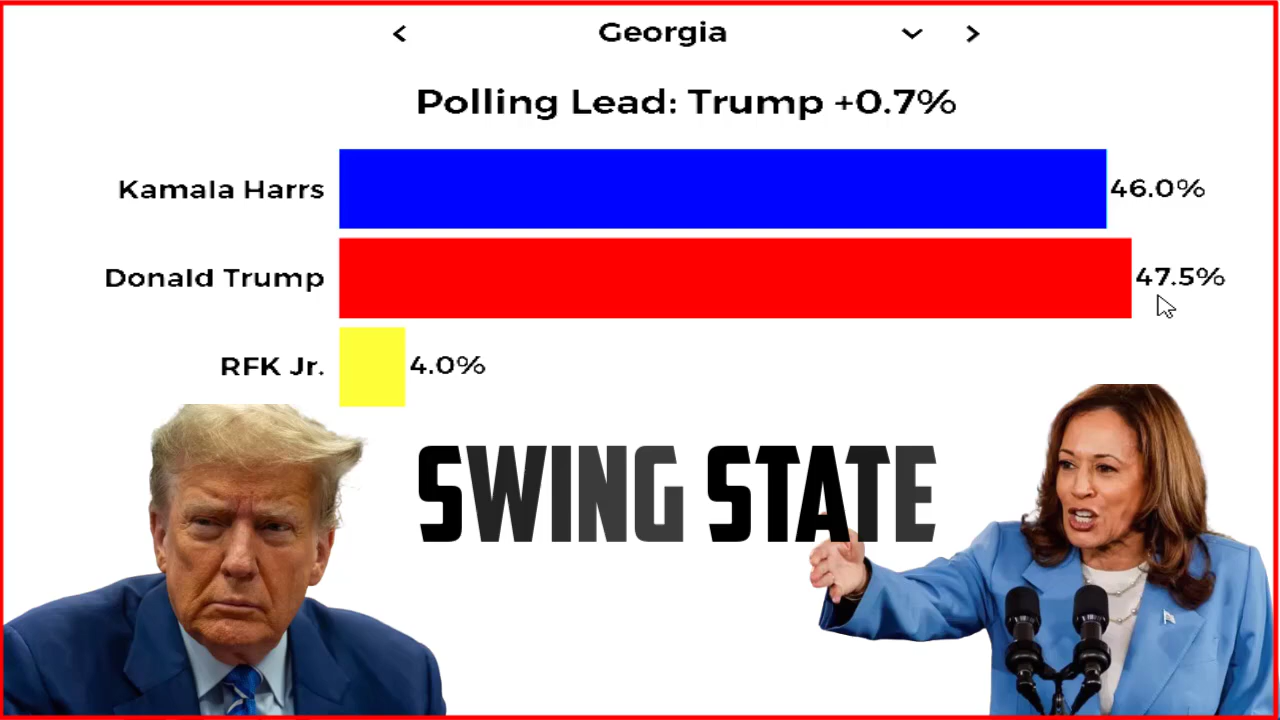 Georgia
Polling Lead: Trump +0.7%
Kamala Harrs 46.0%
Donald Trump 47.5%
RFK Jr. 4.0%
SWING STATE